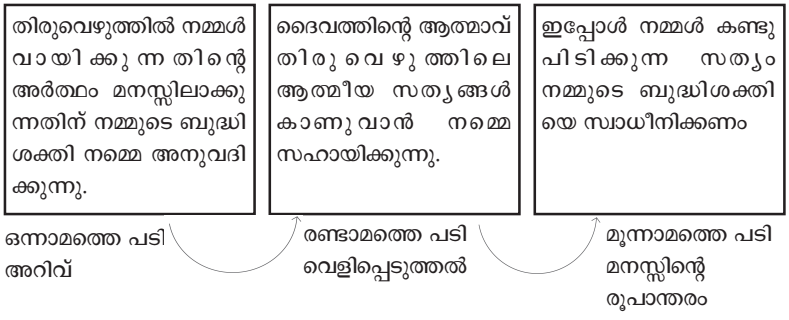 തിരുവെഴുത്തിൽ നമ്മൾ
വായിക്കുന്നതിന്റെ
അർത്ഥം മനസ്സിലാക്കു
ന്നതിന് നമ്മുടെ ബുദ്ധി
ശക്തി നമ്മെ അനുവദി
ക്കുന്നു.
ദൈവത്തിന്റെ ആത്മാവ്
തിരുവെഴുത്തിലെ
ആത്മീയ സത്യങ്ങൾ
കാണുവാൻ നമ്മെ
സഹായിക്കുന്നു.
ഇപ്പോൾ നമ്മൾ കണ്ടു
പിടിക്കുന്ന സത്യം
നമ്മുടെ ബുദ്ധിശക്തി
യെ സ്വാധീനിക്കണം
ഒന്നാമത്തെ പടി
അറിവ്
രണ്ടാമത്തെ പടി
വെളിപ്പെടുത്തൽ
മൂന്നാമത്തെ പടി
മനസ്സിന്റെ
രൂപാന്തരം